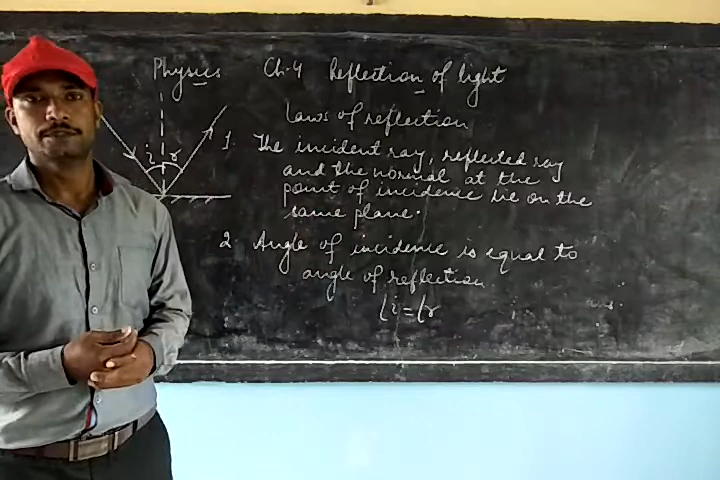 Physics Ch-4 Reflection of light
Laws of reflection
i r
1. The incident ray, reflected ray
and the normal at the
point of incidence lie on the
same plane.
2 Angle of incidence is equal to
angle of reflection
∠i=∠r